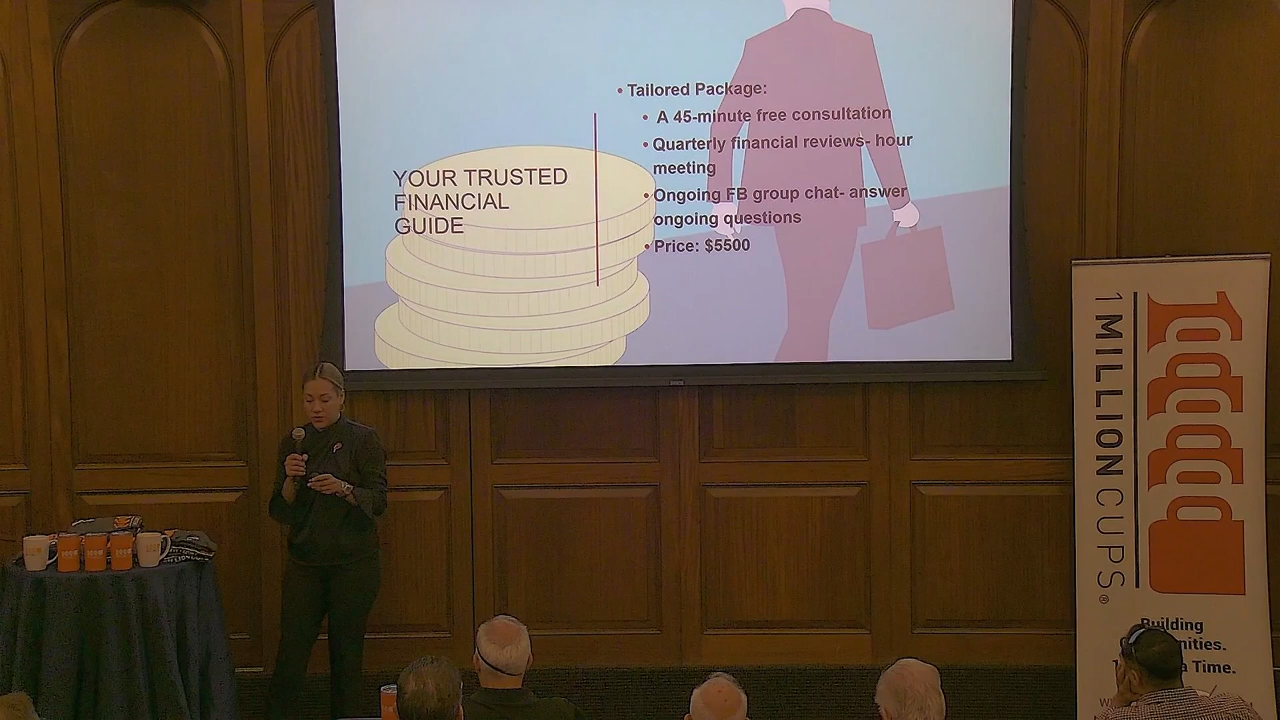 YOUR TRUSTED
FINANCIAL
GUIDE
• Tailored Package:
• A 45-minute free consultation
• Quarterly financial reviews- hour
meeting
• Ongoing FB group chat- answer
ongoing questions
• Price: $5500
1 MILLION CUPS®
Building
a Time.